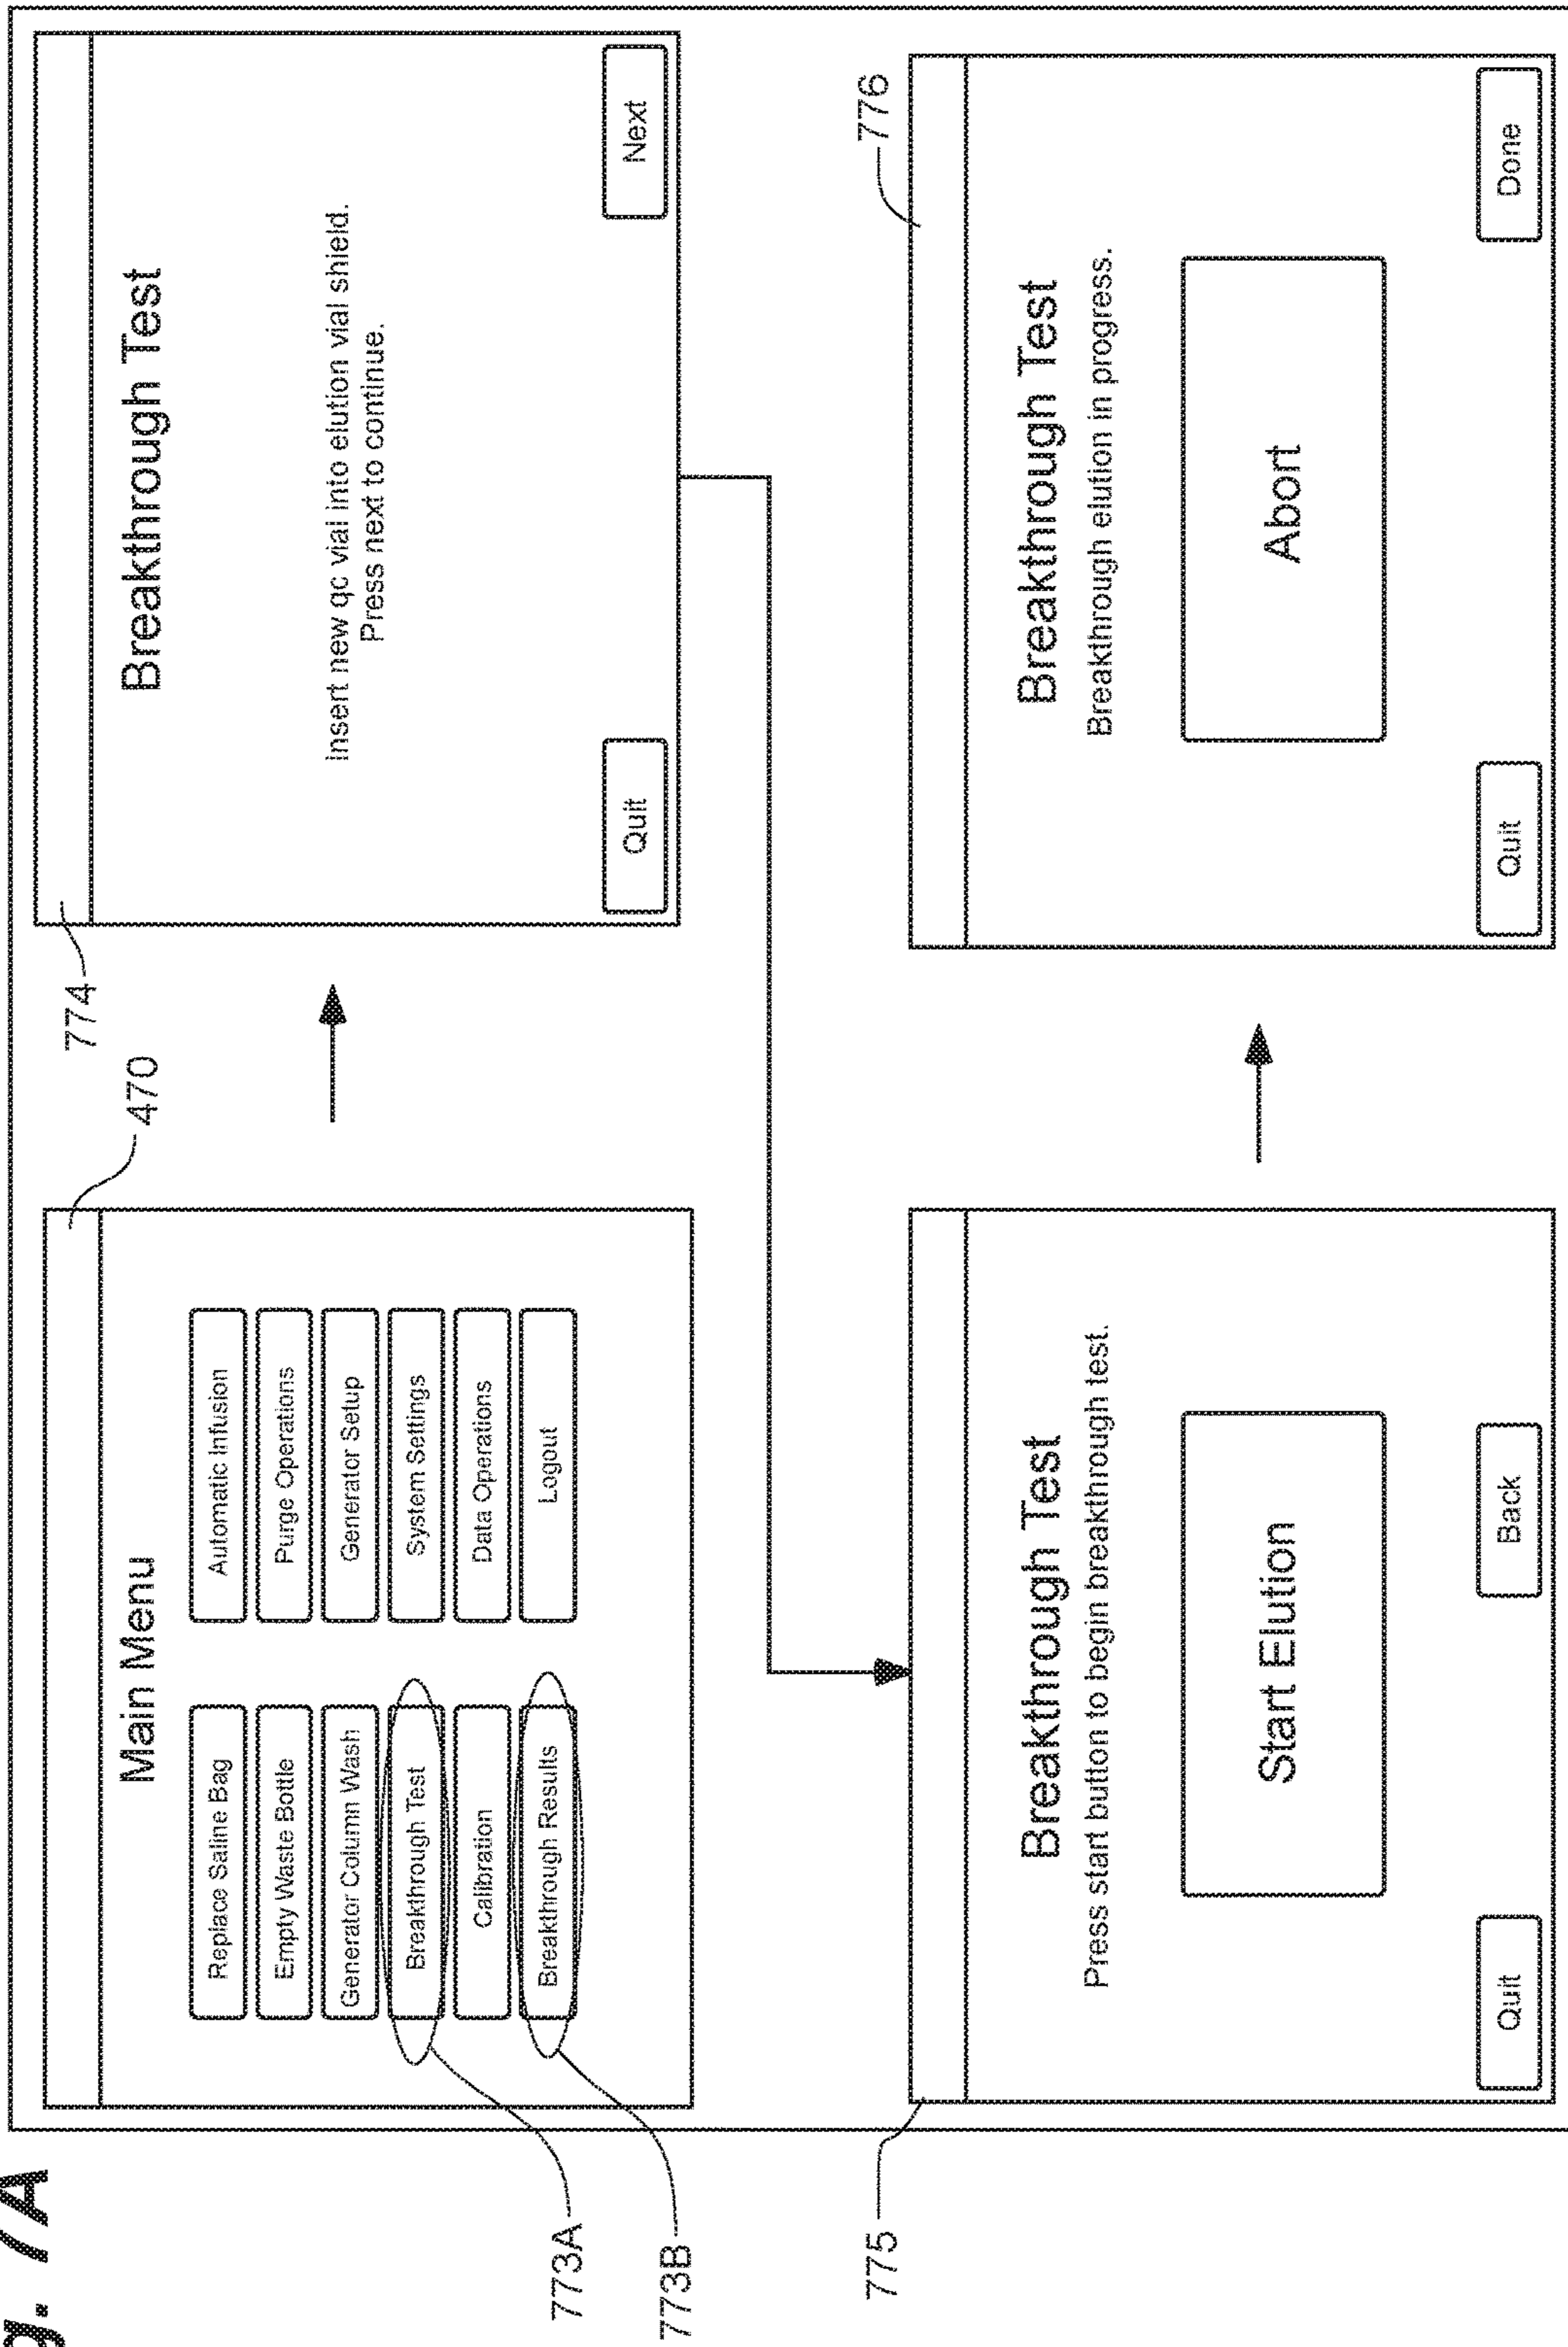 g. 7A
470
Main Menu
Replace Saline Bag
Empty Waste Bottle
Generator Column Wash
Breakthrough Test
Calibration
Breakthrough Results
Automatic Infusion
Purge Operations
Generator Setup
System Settings
Data Operations
Logout
773A
773B
774
Breakthrough Test
Insert new qc vial into elution vial shield.
Press next to continue.
Quit
Next
775
Breakthrough Test
Press start button to begin breakthrough test.
Start Elution
Quit
Back
776
Breakthrough Test
Breakthrough elution in progress.
Abort
Quit
Done